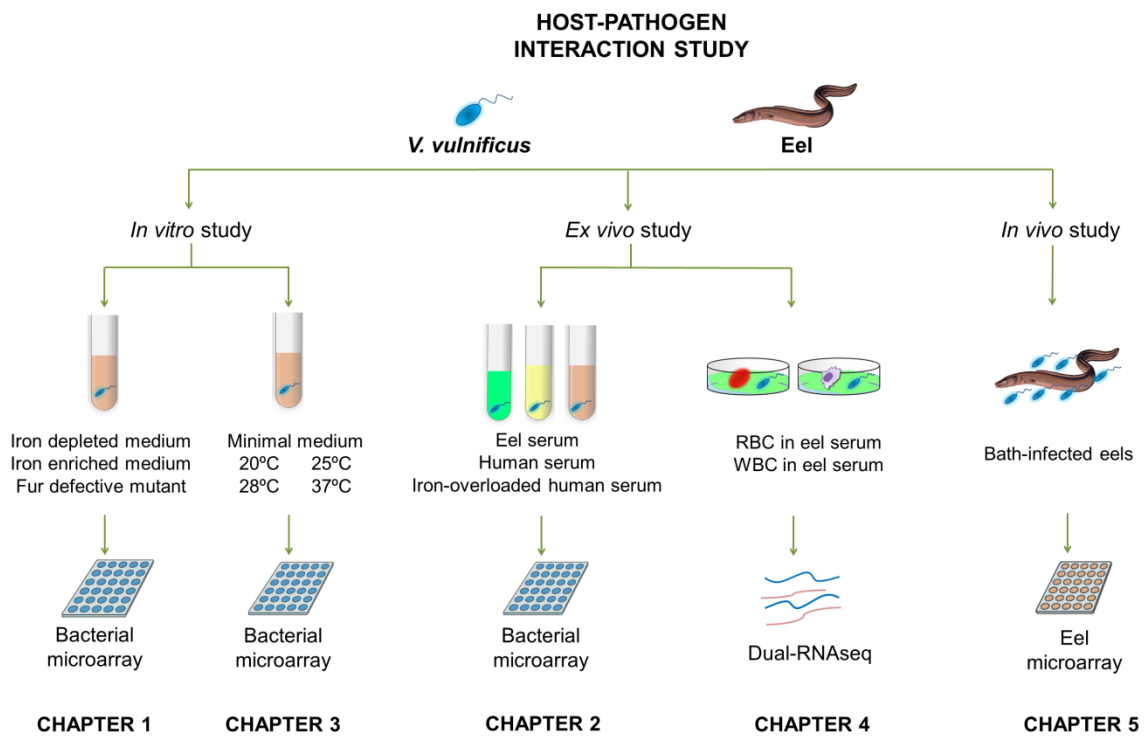 HOST-PATHOGEN
INTERACTION STUDY
V. vulnificus
Eel
In vitro study
Ex vivo study
In vivo study
Iron depleted medium
Iron enriched medium
Fur defective mutant
Minimal medium
20ºC 25ºC
28ºC 37ºC
Eel serum
Human serum
Iron-overloaded human serum
RBC in eel serum
WBC in eel serum
Bath-infected eels
Bacterial
microarray
Bacterial
microarray
Bacterial
microarray
Dual-RNAseq
Eel
microarray
CHAPTER 1
CHAPTER 3
CHAPTER 2
CHAPTER 4
CHAPTER 5